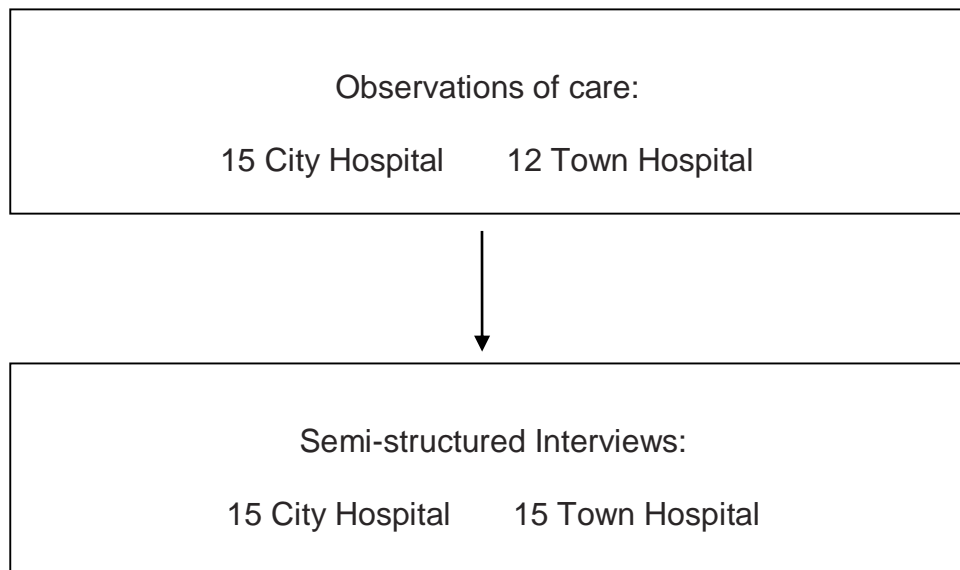 Observations of care:
15 City Hospital 12 Town Hospital
Semi-structured Interviews:
15 City Hospital 15 Town Hospital